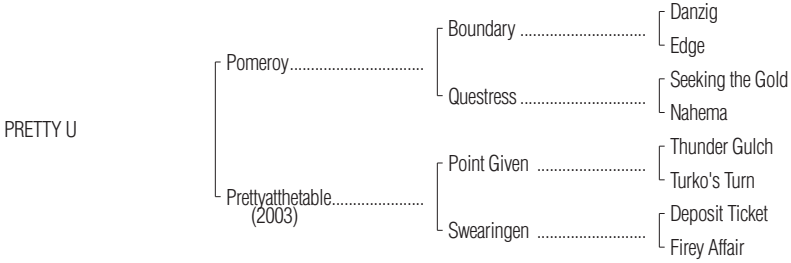 Danzig
Boundary ..............................
Edge
Pomeroy................................
Seeking the Gold
Questress ..............................
Nahema
PRETTY U
Thunder Gulch
Point Given ..........................
Turko's Turn
Prettyatthetable......................
(2003)
Deposit Ticket
Swearingen ..........................
Firey Affair